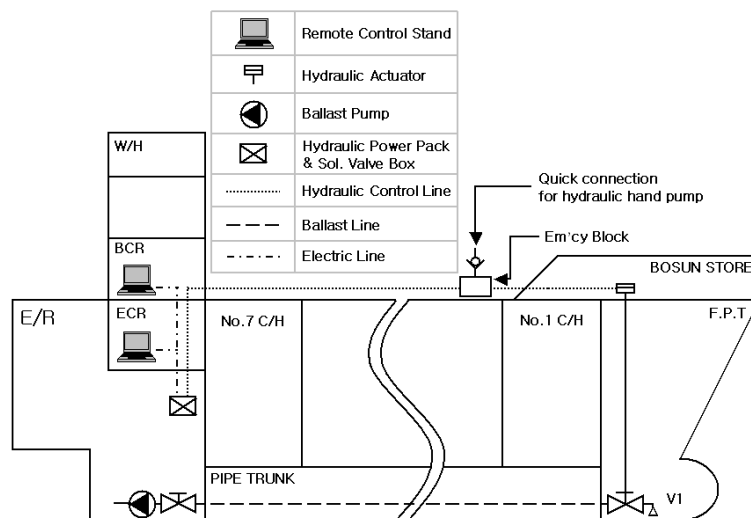 Remote Control Stand
Hydraulic Actuator
Ballast Pump
Hydraulic Power Pack
& Sol. Valve Box
Hydraulic Control Line
Ballast Line
Electric Line
W/H
Quick connection
for hydraulic hand pump
Em'cy Block
BCR
BOSUN STORE
E/R
ECR
No.7 C/H
No.1 C/H
F.P.T
PIPE TRUNK
V1